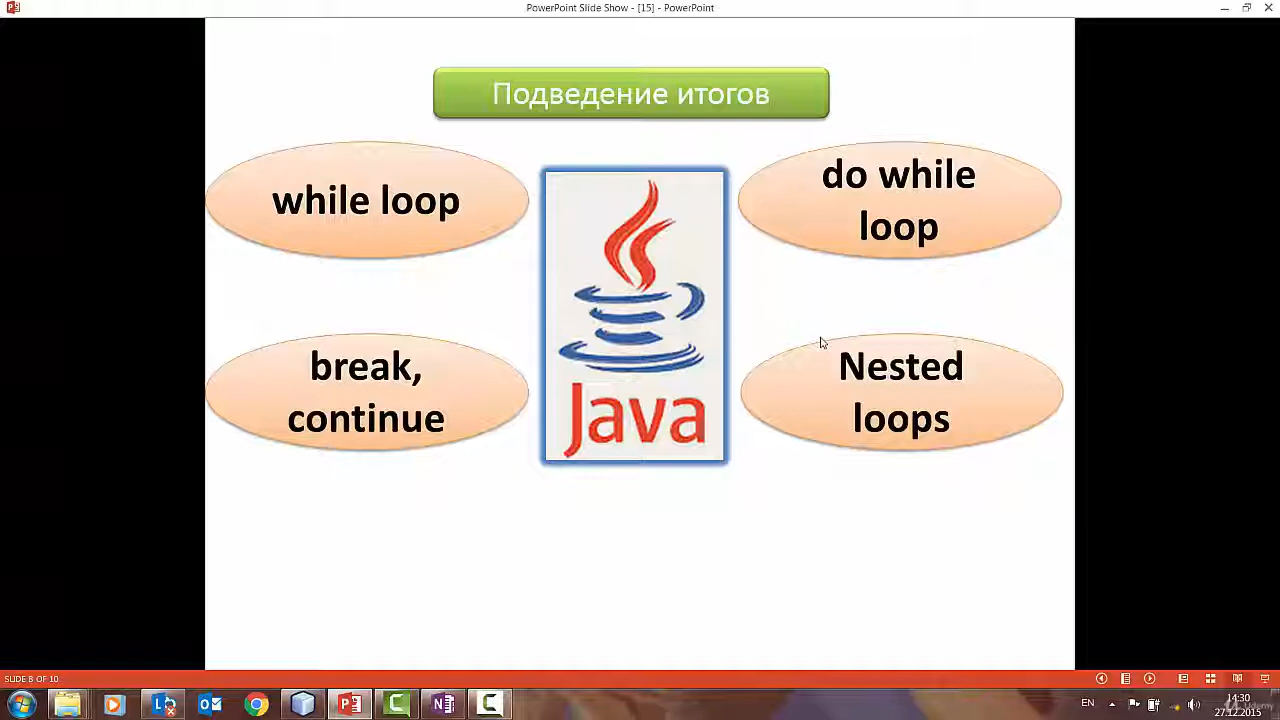 PowerPoint Slide Show - [15] - PowerPoint
Подведение итогов
while loop
do while
loop
break,
continue
Nested
loops
Java
SLIDE 8 OF 10
EN
14:30
27.12.2015
Udemy